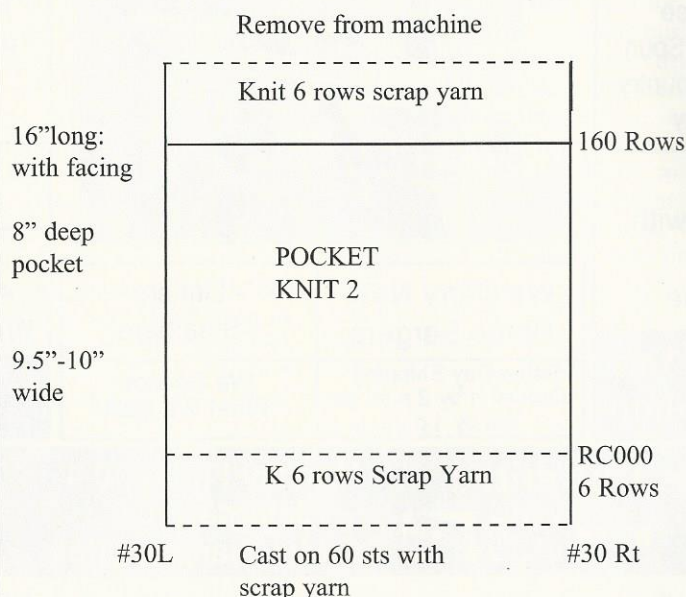 Remove from machine
Knit 6 rows scrap yarn
16”long:
with facing
160 Rows
8” deep
pocket
POCKET
KNIT 2
9.5”-10”
wide
RC000
6 Rows
K 6 rows Scrap Yarn
#30L
Cast on 60 sts with
scrap yarn
#30 Rt